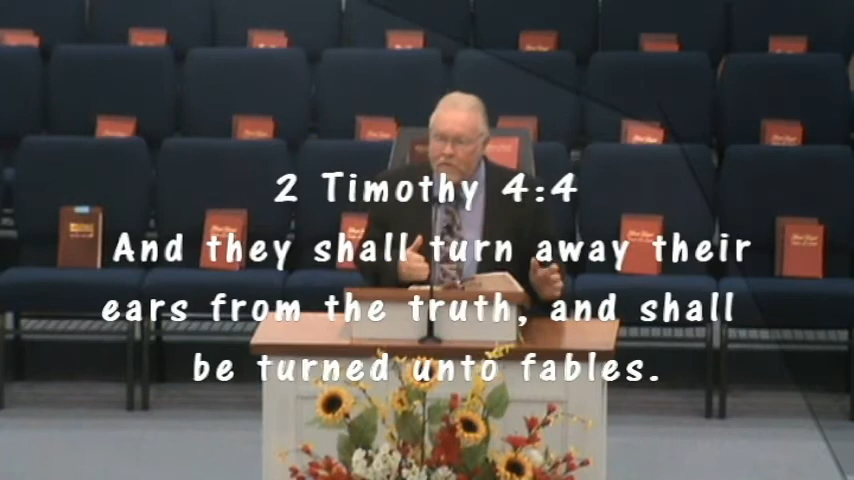 2 Timothy 4:4
And they shall turn away their
ears from the truth, and shall
be turned unto fables.